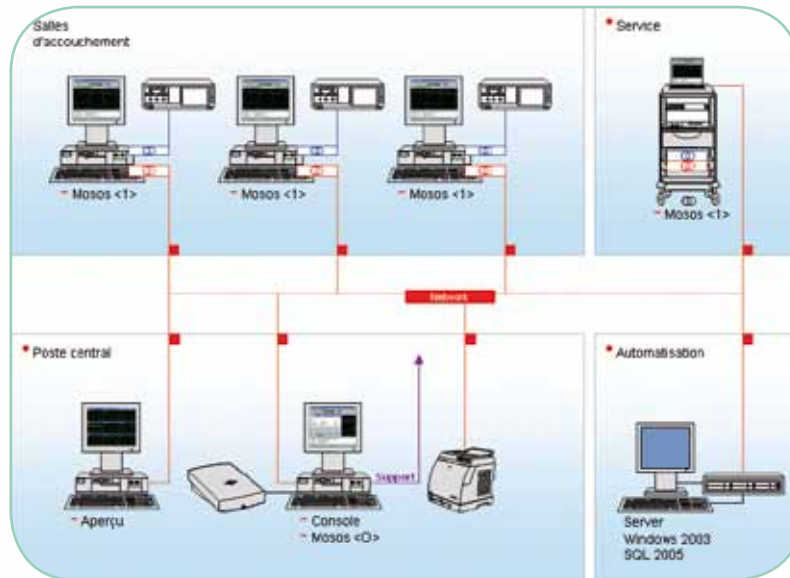 Salles
d'accouchement
Service
Mosos <1>
Mosos <1>
Mosos <1>
Mosos <1>
Network
Poste central
Automatisation
Support
Aperçu
Console
Mosos <O>
Server
Windows 2003
SQL 2005